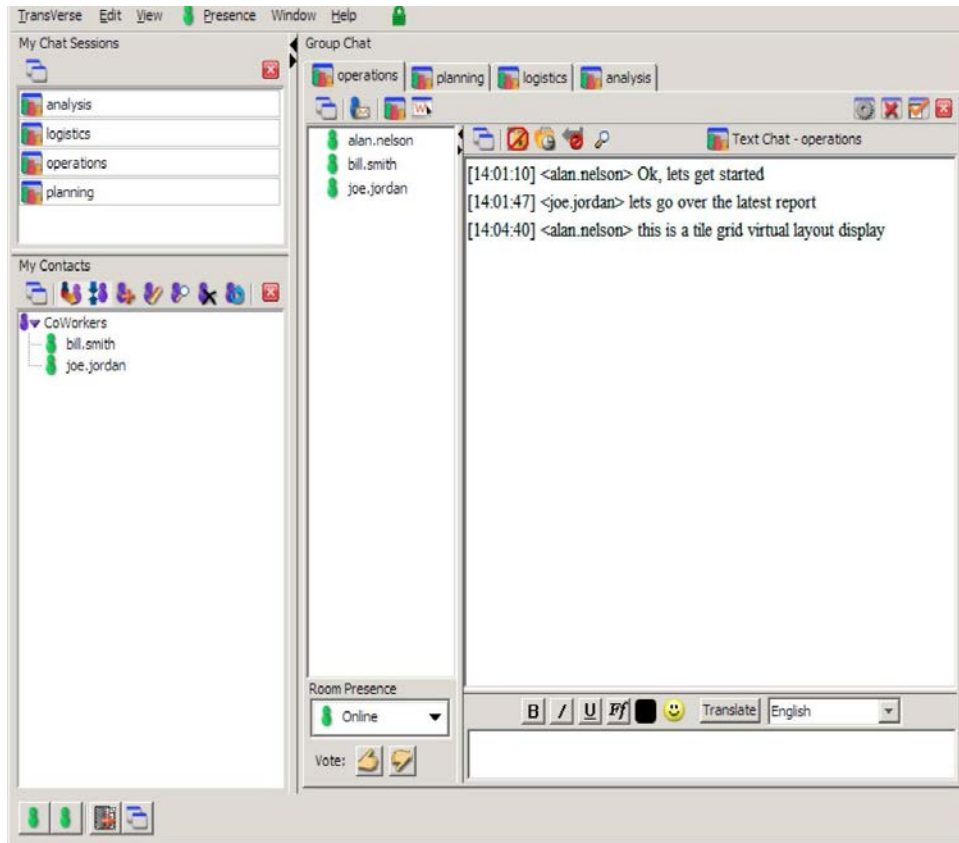 TransVerse Edit View Presence Window Help
My Chat Sessions
analysis
logistics
operations
planning
My Contacts
CoWorkers
bill.smith
joe.jordan
Group Chat
operations planning logistics analysis
W
alan.nelson
bill.smith
joe.jordan
Text Chat - operations
[14:01:10] <alan.nelson> Ok, lets get started
[14:01:47] <joe.jordan> lets go over the latest report
[14:04:40] <alan.nelson> this is a tile grid virtual layout display
Room Presence
Online
Vote:
B I U Ff Translate English